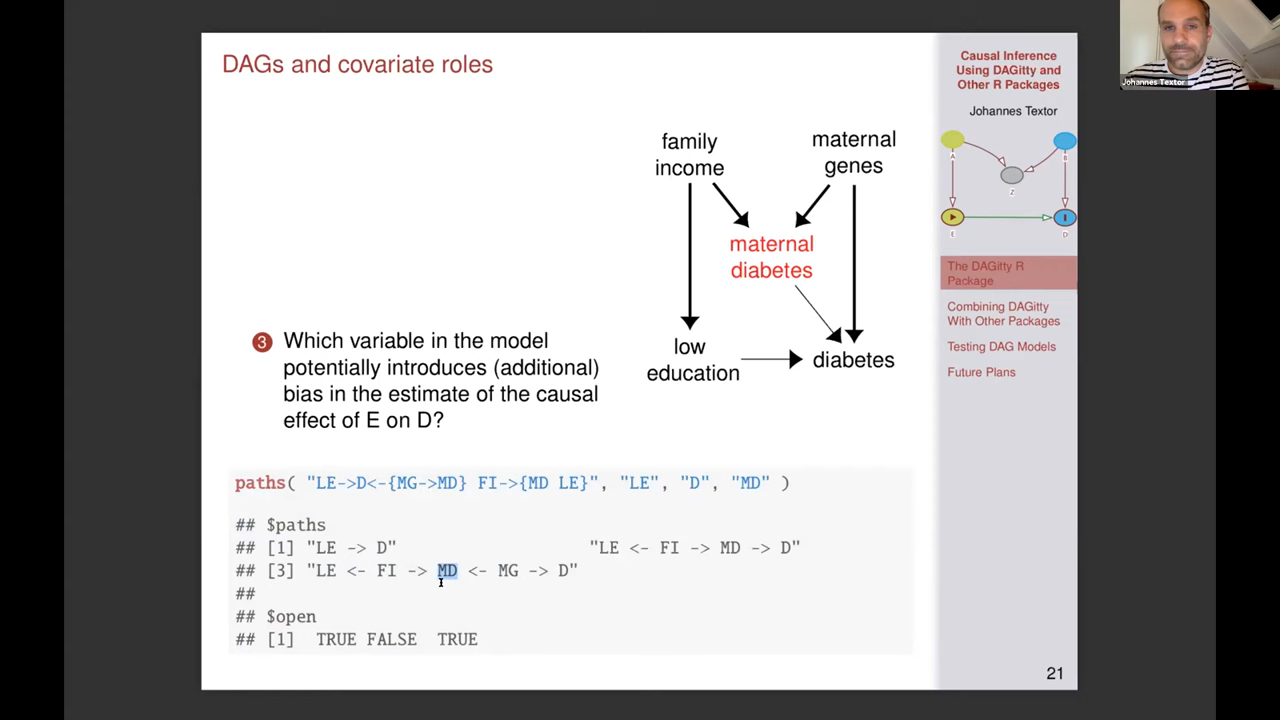 DAGs and covariate roles
family
income
maternal
genes
maternal
diabetes
low
education
diabetes
3 Which variable in the model
potentially introduces (additional)
bias in the estimate of the causal
effect of E on D?
paths( "LE->D<-{MG->MD} FI->{MD LE}", "LE", "D", "MD" )
## $paths
## [1] "LE -> D" "LE <- FI -> MD -> D"
## [3] "LE <- FI -> MD <- MG -> D"
##
## $open
## [1] TRUE FALSE TRUE
Causal Inference
Using DAGitty and
Other R Packages
Johannes Textor
A
B
Z
E
D
The DAGitty R
Package
Combining DAGitty
With Other Packages
Testing DAG Models
Future Plans
21
Johannes Textor